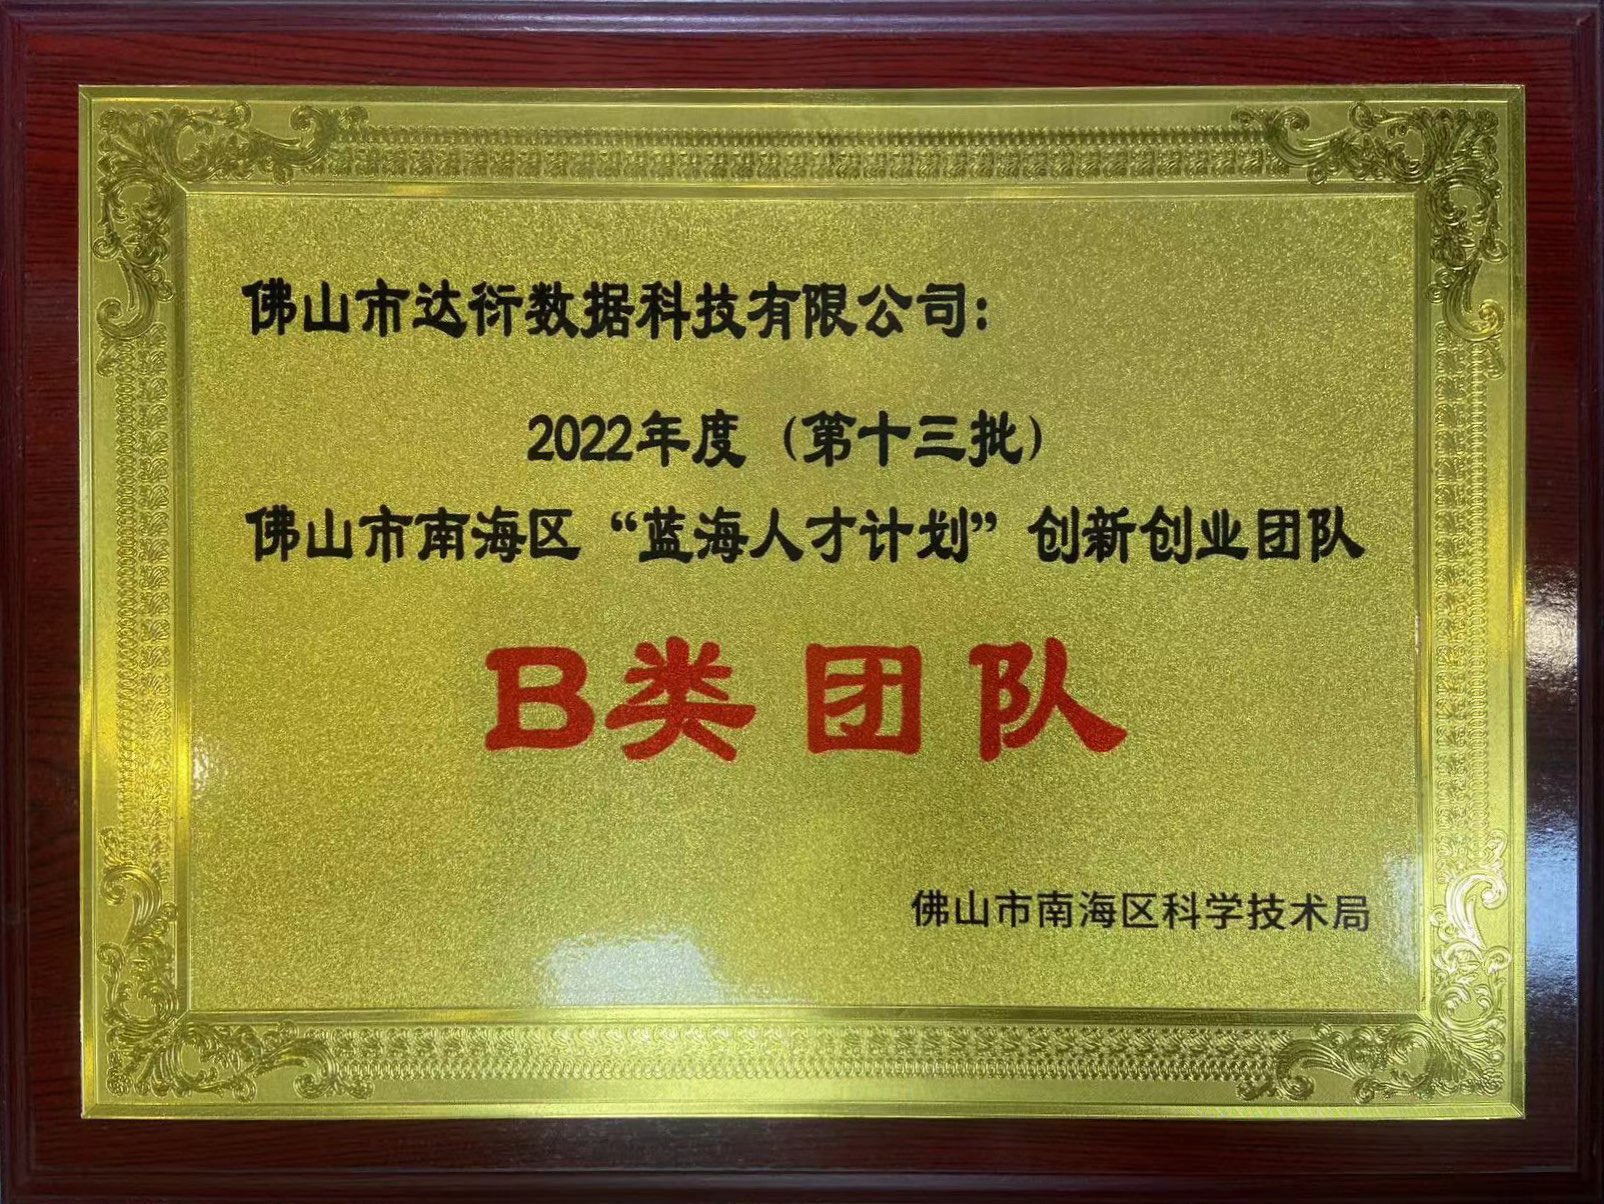 佛山市达衍数据科技有限公司：
2022年度（第十三批）
佛山市南海区“蓝海人才计划”创新创业团队
B类团队
佛山市南海区科学技术局